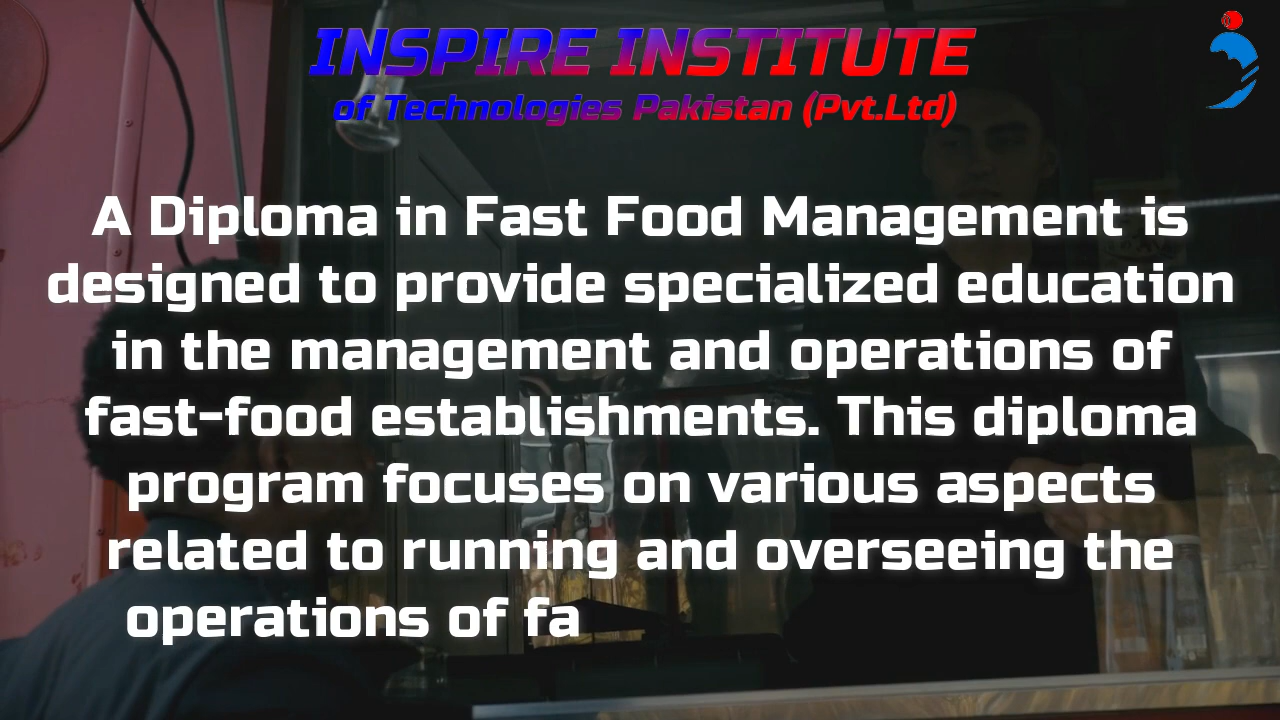 INSPIRE INSTITUTE
of Technologies Pakistan (Pvt.Ltd)
A Diploma in Fast Food Management is
designed to provide specialized education
in the management and operations of
fast-food establishments. This diploma
program focuses on various aspects
related to running and overseeing the
operations of fa